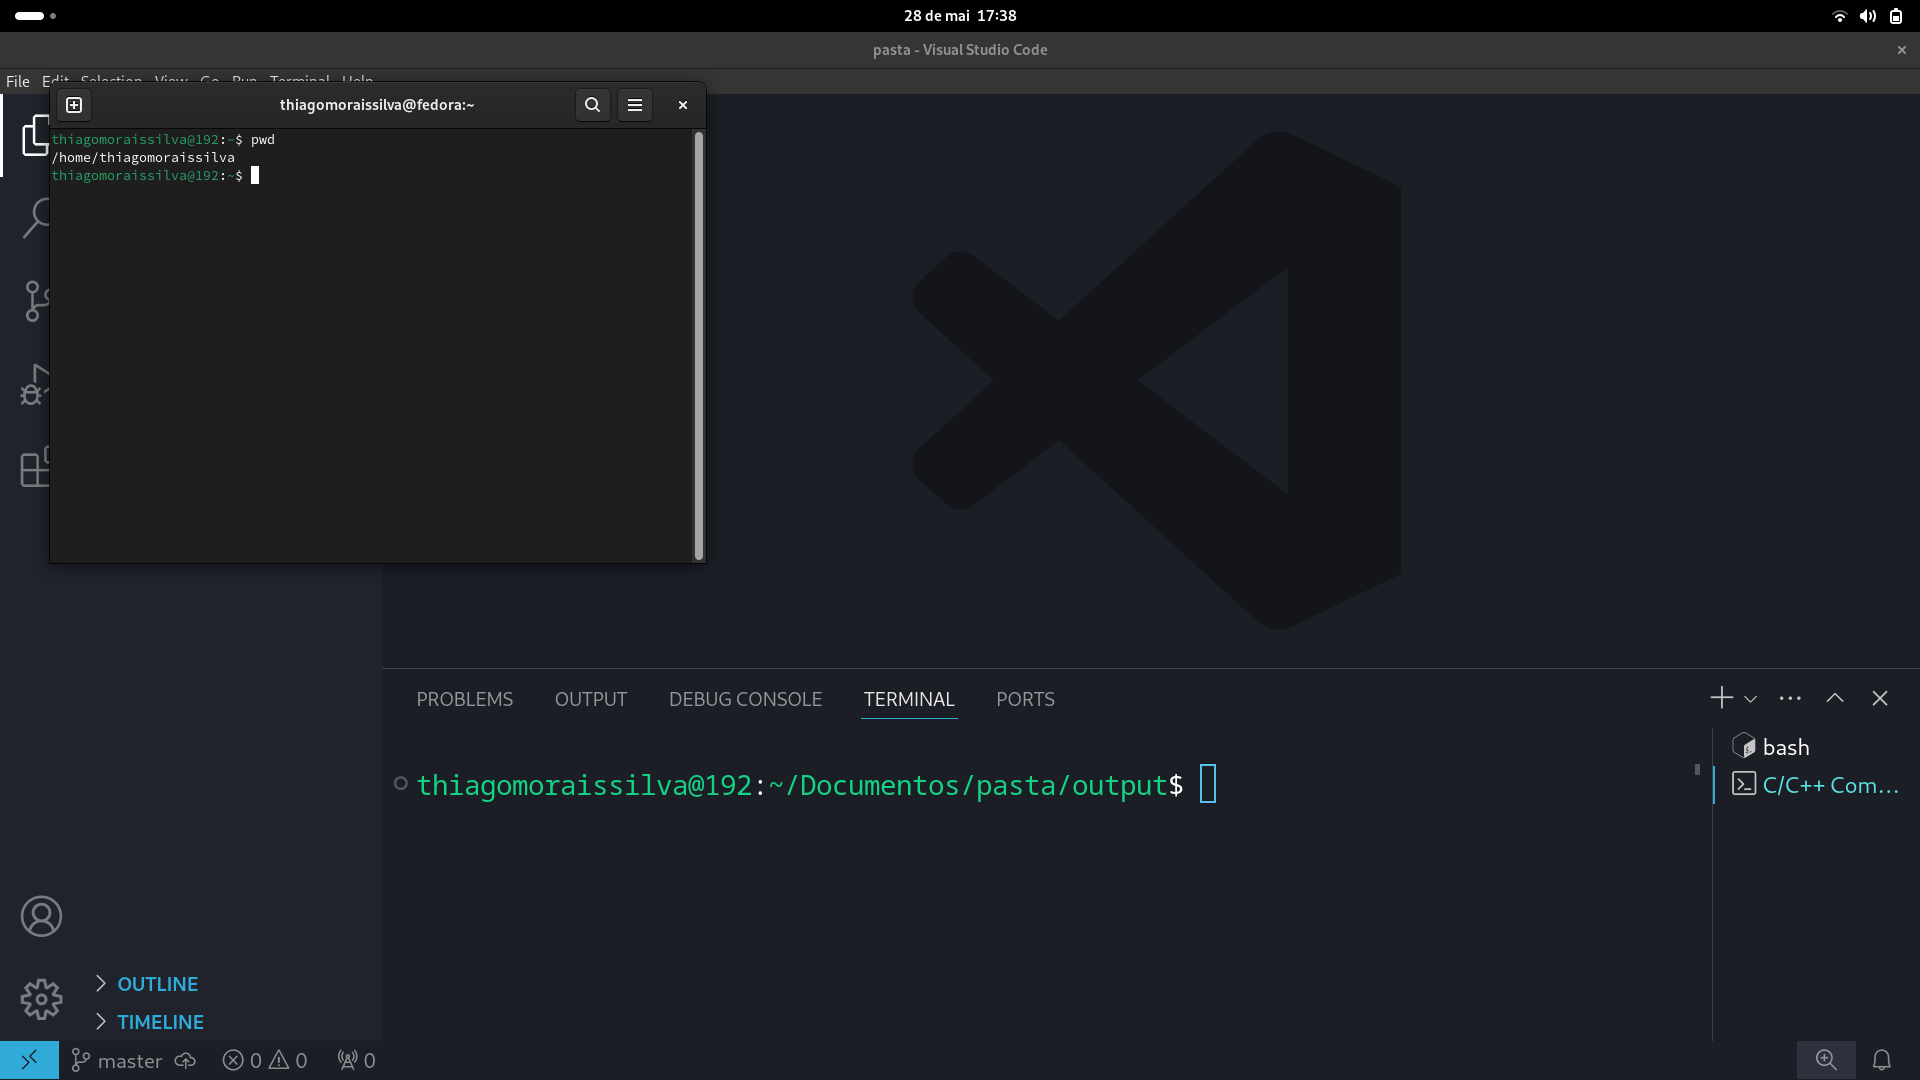 28 de mai 17:38
pasta - Visual Studio Code
File Edit Selection View Go Run Terminal Help
thiagomoraissilva@fedora:~
thiagomoraissilva@192:~$ pwd
/home/thiagomoraissilva
thiagomoraissilva@192:~$
PROBLEMS OUTPUT DEBUG CONSOLE TERMINAL PORTS
bash
thiagomoraissilva@192:~/Documentos/pasta/output$
C/C++ Com...
OUTLINE
TIMELINE
master 0 0 0